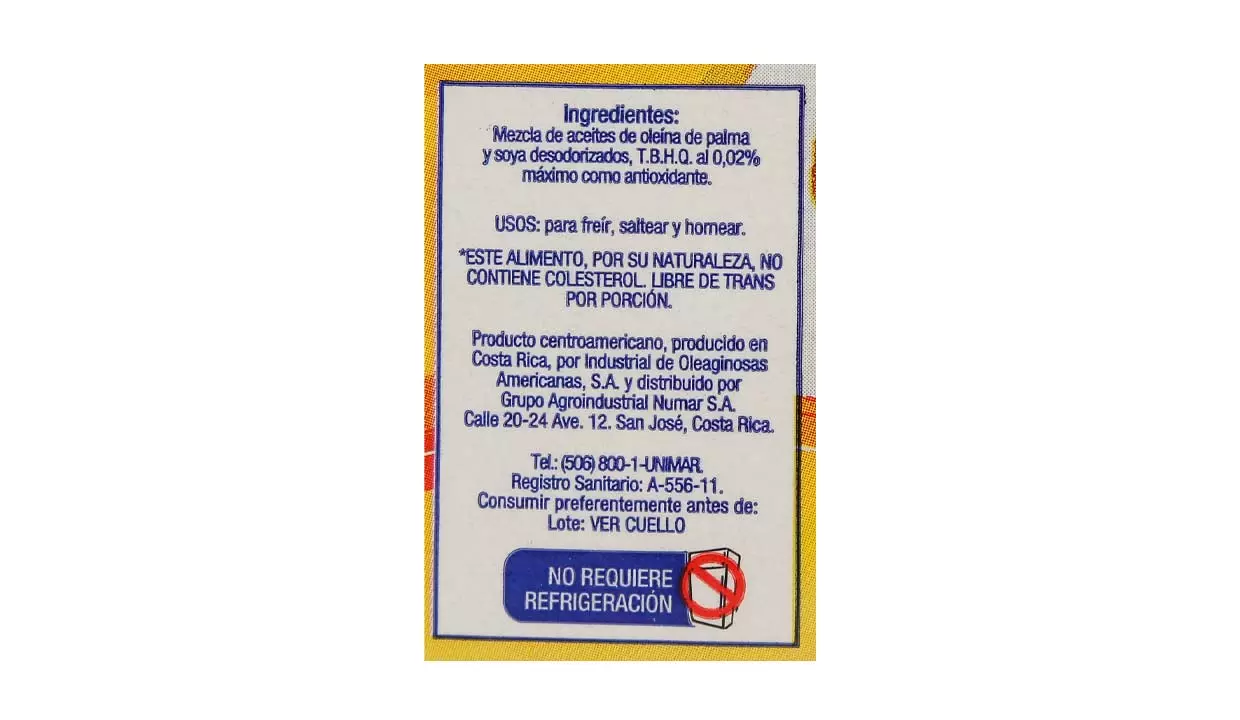 Ingredientes:
Mezcla de aceites de oleína de palma
y soya desodorizados, T.B.H.Q. al 0,02%
máximo como antioxidante.
USOS: para freír, saltear y hornear.
*ESTE ALIMENTO, POR SU NATURALEZA, NO
CONTIENE COLESTEROL. LIBRE DE TRANS
POR PORCIÓN.
Producto centroamericano, producido en
Costa Rica, por Industrial de Oleaginosas
Americanas, S.A. y distribuido por
Grupo Agroindustrial Numar S.A.
Calle 20-24 Ave. 12. San José, Costa Rica.
Tel.: (506) 800-1-UNIMAR.
Registro Sanitario: A-556-11.
Consumir preferentemente antes de:
Lote: VER CUELLO
NO REQUIERE
REFRIGERACIÓN